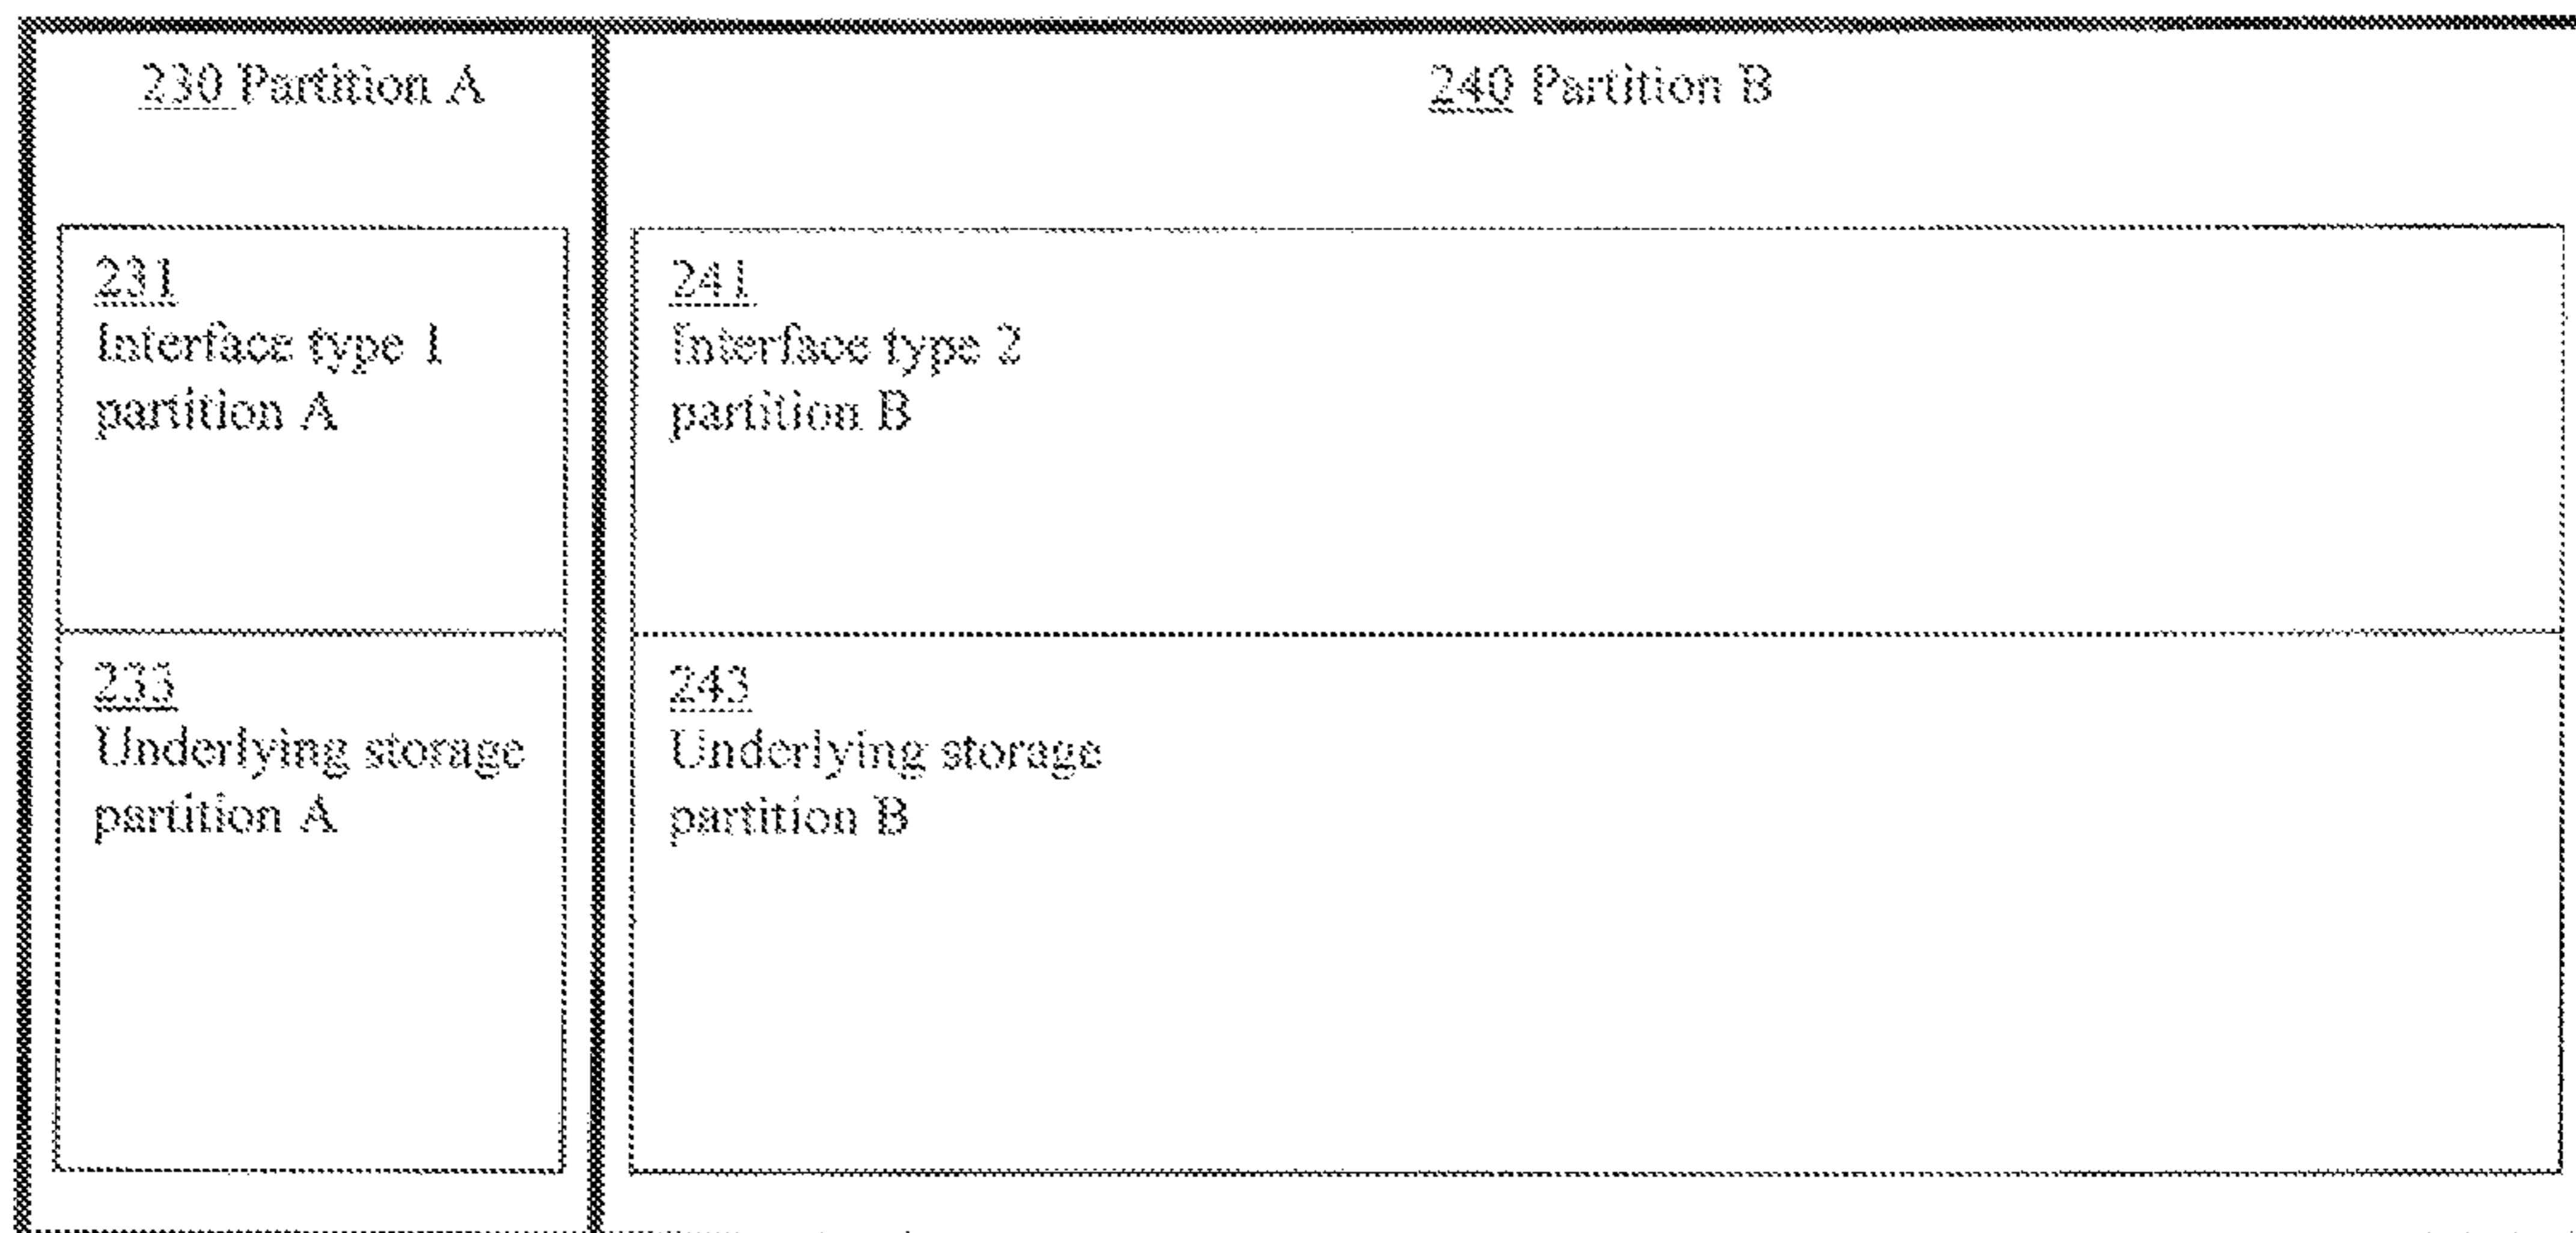 230 Partition A
240 Partition B
231
Interface type 1
partition A
241
Interface type 2
partition B
233
Underlying storage
partition A
243
Underlying storage
partition B